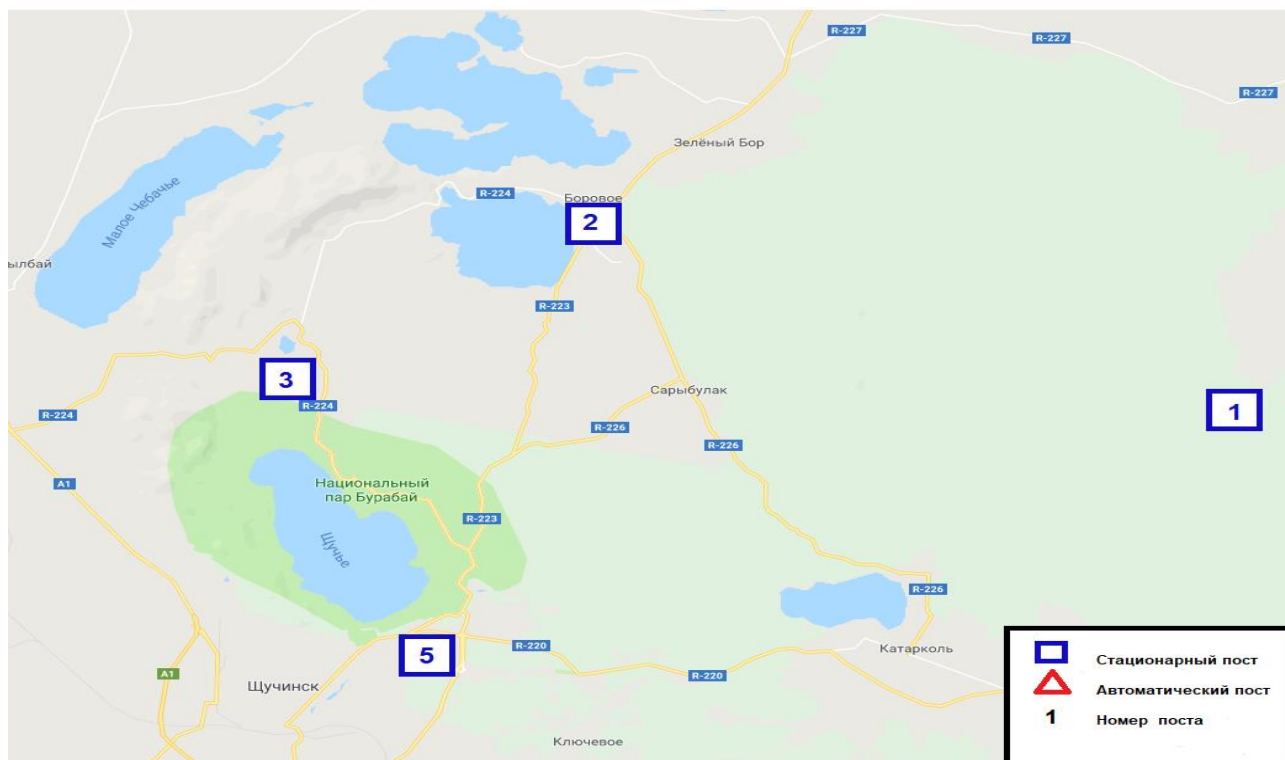 R-227
R-227
R-227
Зелёный Бор
R-224
Боровое
2
Малое Чебачье
ылбай
R-223
3
R-224
R-224
Сарыбулак
1
R-226
R-226
A1
Национальный
пар Бурабай
R-223
Щучье
R-226
5
R-220
Катарколь
A1
R-220
Щучинск
Ключевое
Стационарный пост
Автоматический пост
1 Номер поста